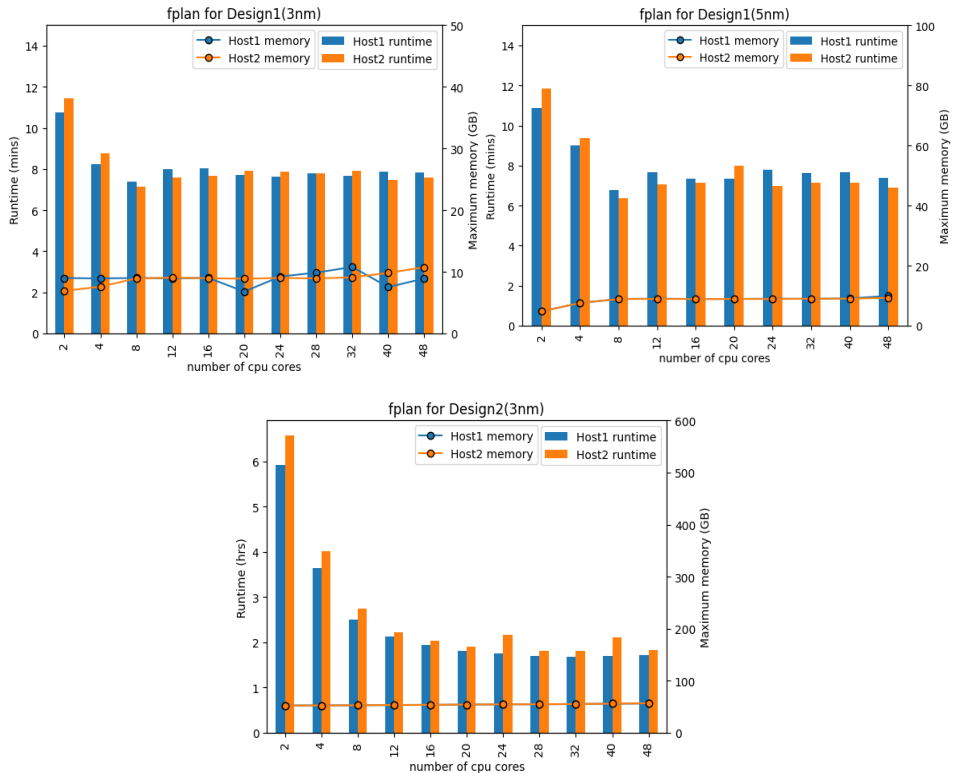 fplan for Design1(3nm)
Host1 memory
Host2 memory
Host1 runtime
Host2 runtime
Runtime (mins)
0
2
4
6
8
10
12
14
Maximum memory (GB)
0
10
20
30
40
50
2 4 8 12 16 20 24 28 32 40 48
number of cpu cores
fplan for Design1(5nm)
Host1 memory
Host2 memory
Host1 runtime
Host2 runtime
Runtime (mins)
0
2
4
6
8
10
12
14
Maximum memory (GB)
0
20
40
60
80
100
2 4 8 12 16 20 24 28 32 40 48
number of cpu cores
fplan for Design2(3nm)
Host1 memory
Host2 memory
Host1 runtime
Host2 runtime
Runtime (hrs)
0
1
2
3
4
5
6
Maximum memory (GB)
0
100
200
300
400
500
600
2 4 8 12 16 20 24 28 32 40 48
number of cpu cores